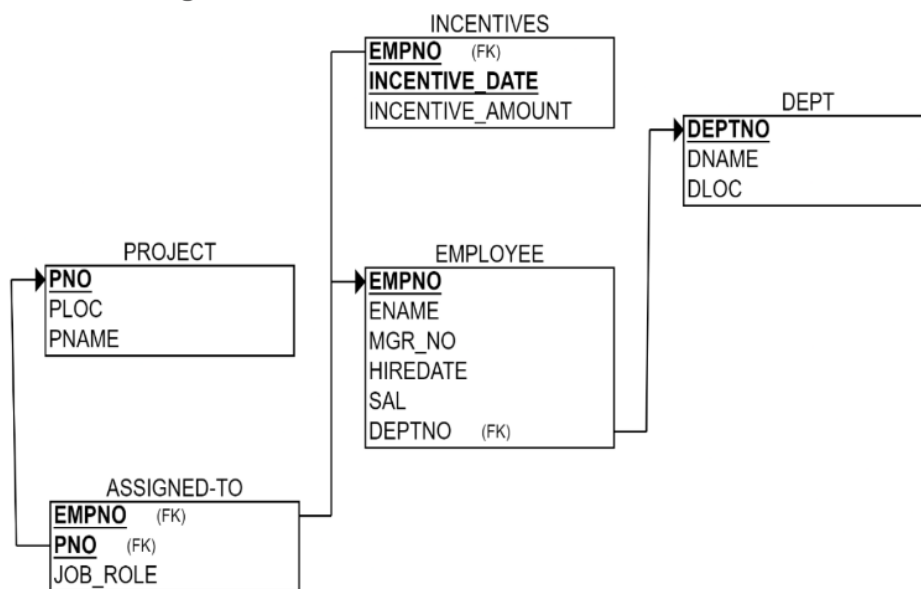 INCENTIVES
EMPNO (FK)
INCENTIVE_DATE
INCENTIVE_AMOUNT
DEPT
DEPTNO
DNAME
DLOC
PROJECT
PNO
PLOC
PNAME
EMPLOYEE
EMPNO
ENAME
MGR_NO
HIREDATE
SAL
DEPTNO (FK)
ASSIGNED-TO
EMPNO (FK)
PNO (FK)
JOB_ROLE